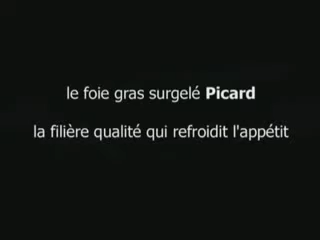 le foie gras surgelé Picard
la filière qualité qui refroidit l'appétit